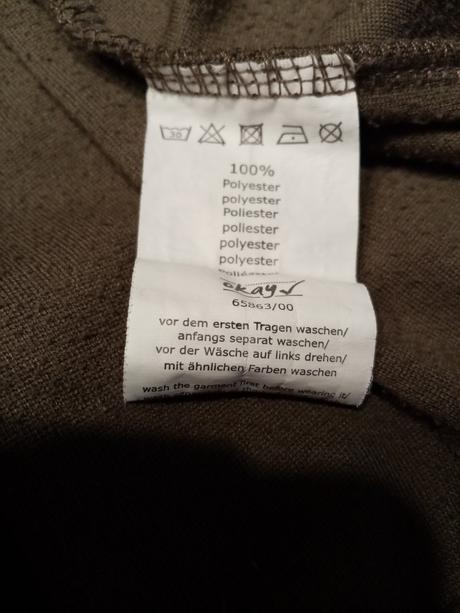 30
100%
Polyester
polyester
Poliester
poliester
polyester
polyester
okay
65863/00
vor dem ersten Tragen waschen/
anfangs separat waschen/
vor der Wäsche auf links drehen/
mit ähnlichen Farben waschen
wash the garment first before wearing it/